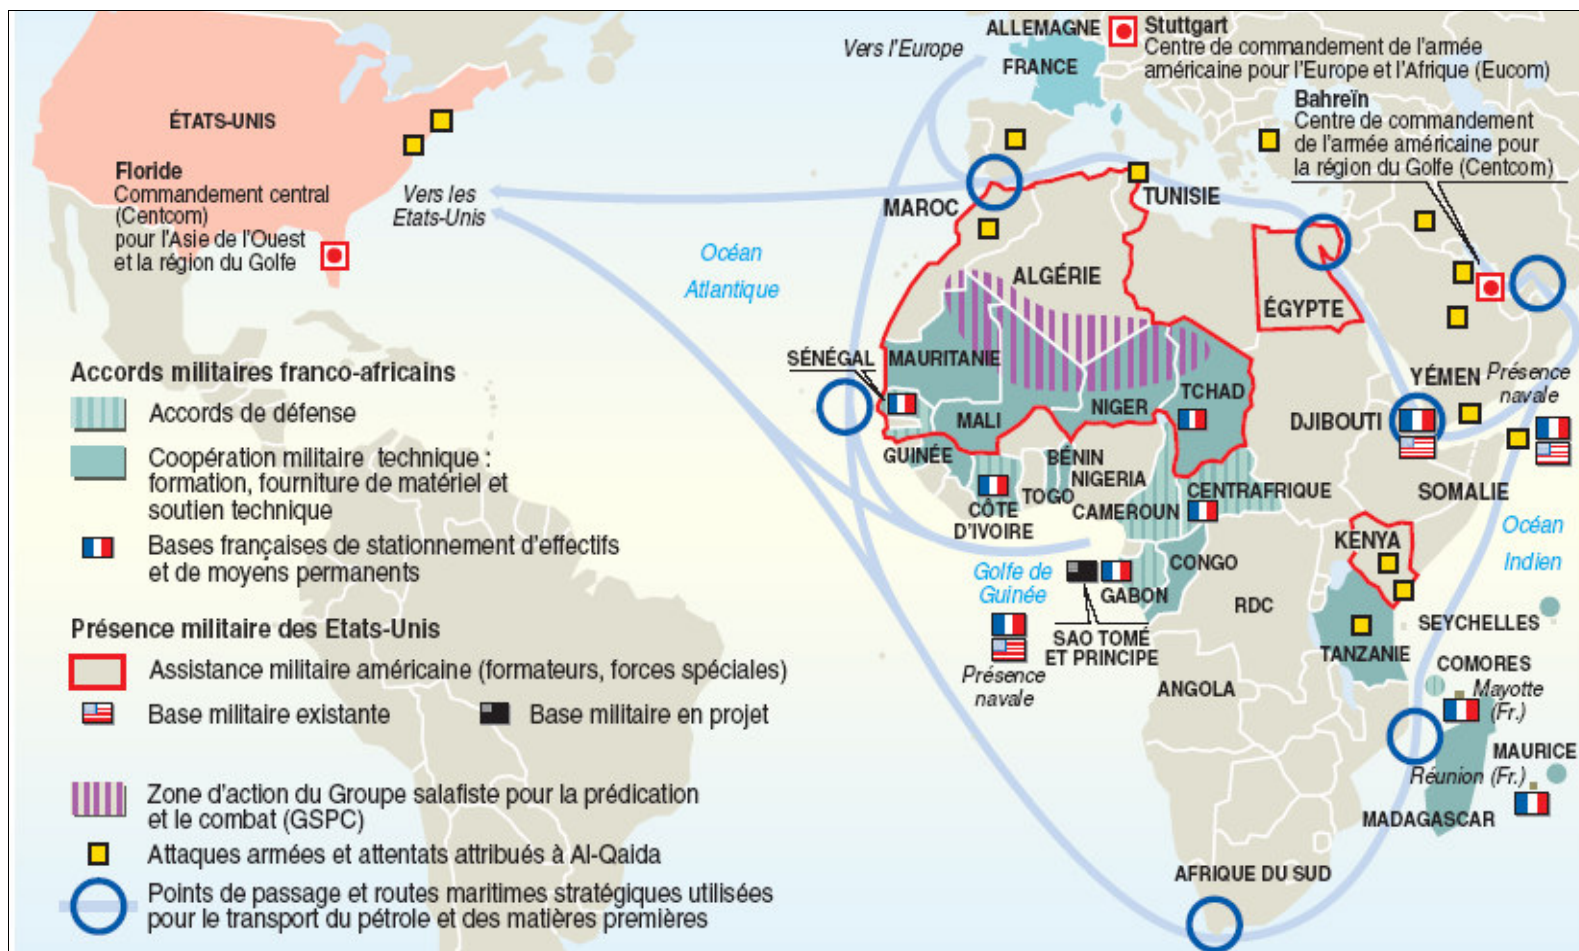 ÉTATS-UNIS
Floride
Commandement central
(Centcom)
pour l'Asie de l'Ouest
et la région du Golfe
Vers les
Etats-Unis
Vers l'Europe
ALLEMAGNE
FRANCE
Stuttgart
Centre de commandement de l'armée
américaine pour l'Europe et l'Afrique (Eucom)
Bahreïn
Centre de commandement
de l'armée américaine pour
la région du Golfe (Centcom)
Océan
Atlantique
MAROC
TUNISIE
ALGÉRIE
ÉGYPTE
SÉNÉGAL
MAURITANIE
MALI
NIGER
TCHAD
YÉMEN
Présence
navale
DJIBOUTI
GUINÉE
BÉNIN
NIGERIA
TOGO
CÔTE
D'IVOIRE
CAMEROUN
CENTRAFRIQUE
SOMALIE
KENYA
Océan
Indien
Golfe de
Guinée
GABON
CONGO
RDC
SAO TOMÉ
ET PRINCIPE
Présence
navale
TANZANIE
SEYCHELLES
COMORES
Mayotte
(Fr.)
ANGOLA
MAURICE
Réunion (Fr.)
MADAGASCAR
AFRIQUE DU SUD
Accords militaires franco-africains
Accords de défense
Coopération militaire technique :
formation, fourniture de matériel et
soutien technique
Bases françaises de stationnement d'effectifs
et de moyens permanents
Présence militaire des Etats-Unis
Assistance militaire américaine (formateurs, forces spéciales)
Base militaire existante
Base militaire en projet
Zone d'action du Groupe salafiste pour la prédication
et le combat (GSPC)
Attaques armées et attentats attribués à Al-Qaida
Points de passage et routes maritimes stratégiques utilisées
pour le transport du pétrole et des matières premières